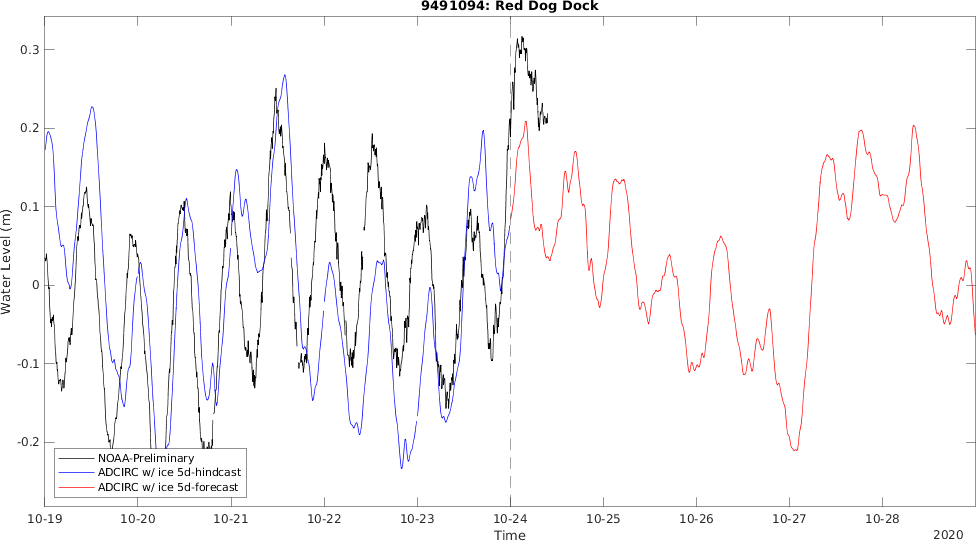 9491094: Red Dog Dock
Water Level (m)
0.3
0.2
0.1
0
-0.1
-0.2
NOAA-Preliminary
ADCIRC w/ ice 5d-hindcast
ADCIRC w/ ice 5d-forecast
10-19 10-20 10-21 10-22 10-23 10-24 10-25 10-26 10-27 10-28
Time
2020